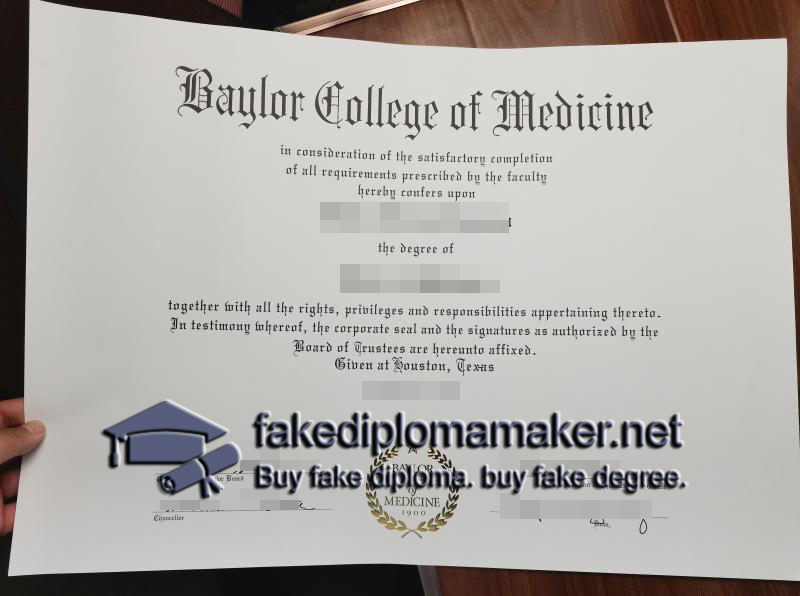 Baylor College of Medicine
in consideration of the satisfactory completion
of all requirements prescribed by the faculty
hereby confers upon
the degree of
together with all the rights, privileges and responsibilities appertaining thereto.
In testimony whereof, the corporate seal and the signatures as authorized by the
Board of Trustees are hereunto affixed.
Given at Houston, Texas
fakediplomamaker.net
Buy fake diploma. buy fake degree.
BAYLOR
of
MEDICINE
1900
Board
Chancellor
Dean,